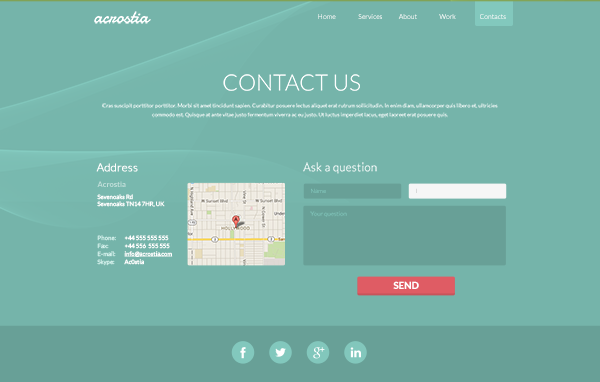 acrostia
Home Services About Work Contacts
CONTACT US
Cras suscipit porttitor porttitor. Morbi sit amet tincidunt sapien. Curabitur posuere lectus aliquet erat rutrum sollicitudin. In enim diam, ullamcorper quis libero et, ultricies
commodo est. Quisque at ante vitae justo fermentum viverra ac eu justo. Ut luctus imperdiet lacus, eget laoreet erat posuere quis.
Address
Acrostia
Sevenoaks Rd
Sevenoaks TN14 7HR, UK
Phone: +44 555 555 555
Fax: +44 556 555 555
E-mail: info@acrostia.com
Skype: Ac0stia
W Sunset Blvd
W Sunset Blvd
HOLLYWOOD
Ask a question
Name
Your question
SEND
f
g+
in